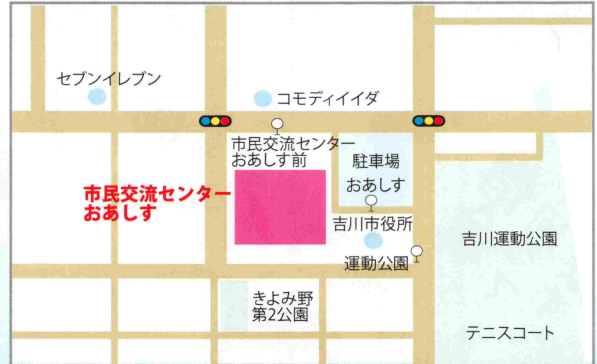 セブンイレブン
コモディイイダ
市民交流センター
おあしす前
駐車場
おあしす
市民交流センター
おあしす
吉川市役所
運動公園
吉川運動公園
きよみ野
第2公園
テニスコート